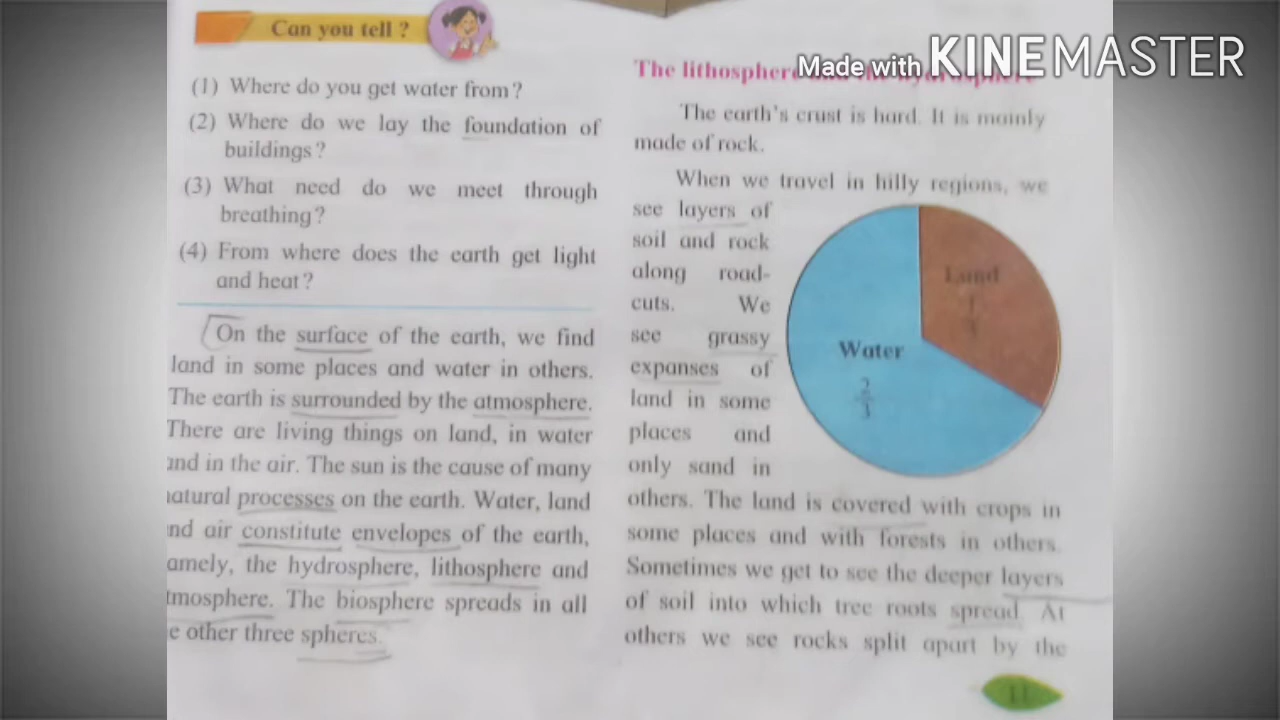 Can you tell ?
(1) Where do you get water from?
(2) Where do we lay the foundation of
buildings?
(3) What need do we meet through
breathing?
(4) From where does the earth get light
and heat?
On the surface of the earth, we find
land in some places and water in others.
The earth is surrounded by the atmosphere.
There are living things on land, in water
and in the air. The sun is the cause of many
natural processes on the earth. Water, land
nd air constitute envelopes of the earth,
amely, the hydrosphere, lithosphere and
tmosphere. The biosphere spreads in all
e other three spheres.
Made with KINEMASTER
The lithosphere and the hydrosphere
The earth's crust is hard. It is mainly
made of rock.
When we travel in hilly regions, we
see layers of
soil and rock
along road-
cuts. We
see grassy
expanses of
land in some
places and
only sand in
others. The land is covered with crops in
some places and with forests in others.
Sometimes we get to see the deeper layers
of soil into which tree roots spread. At
others we see rocks split apart by the
Land
1
3
Water
2
3
11